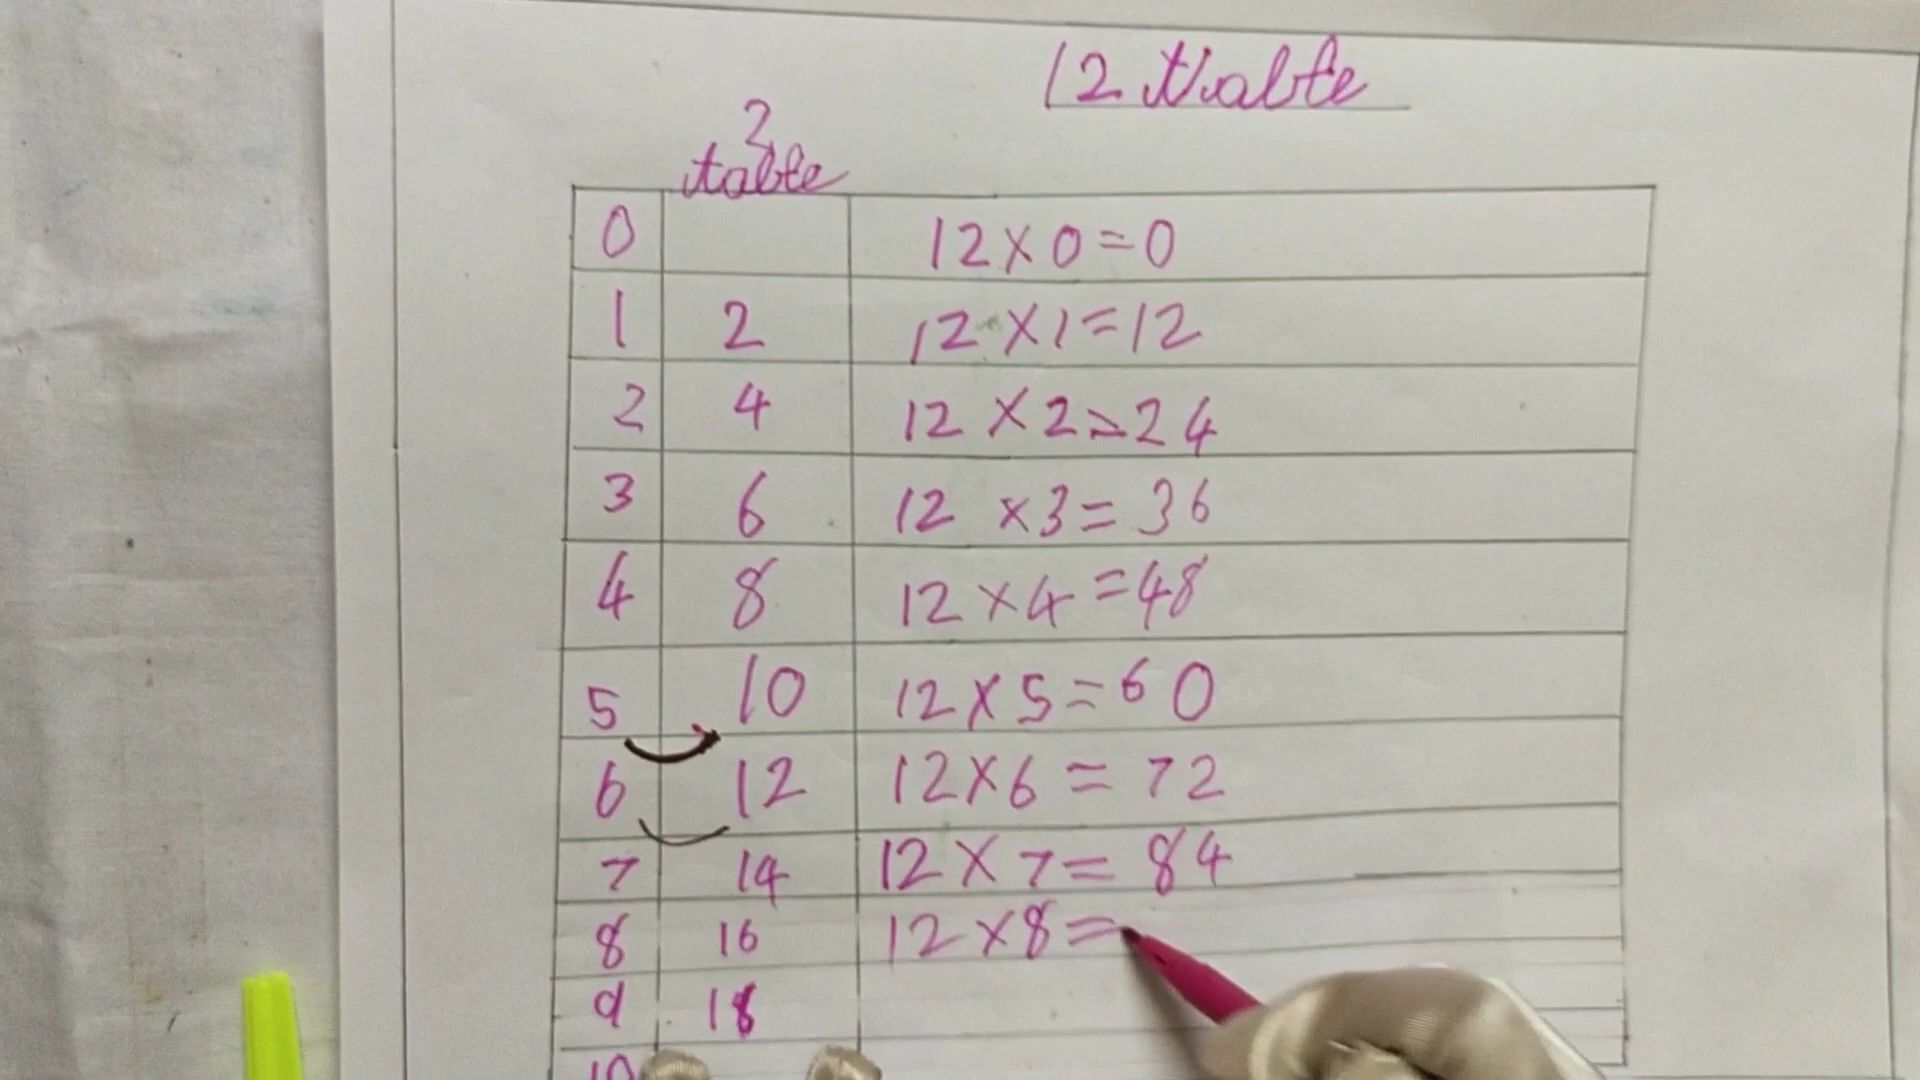 12 table
2
table
0 12×0=0
1 2 12×1=12
2 4 12×2=24
3 6 12×3=36
4 8 12×4=48
5 10 12×5=60
6 12 12×6=72
7 14 12×7=84
8 16 12×8=
9 18
10